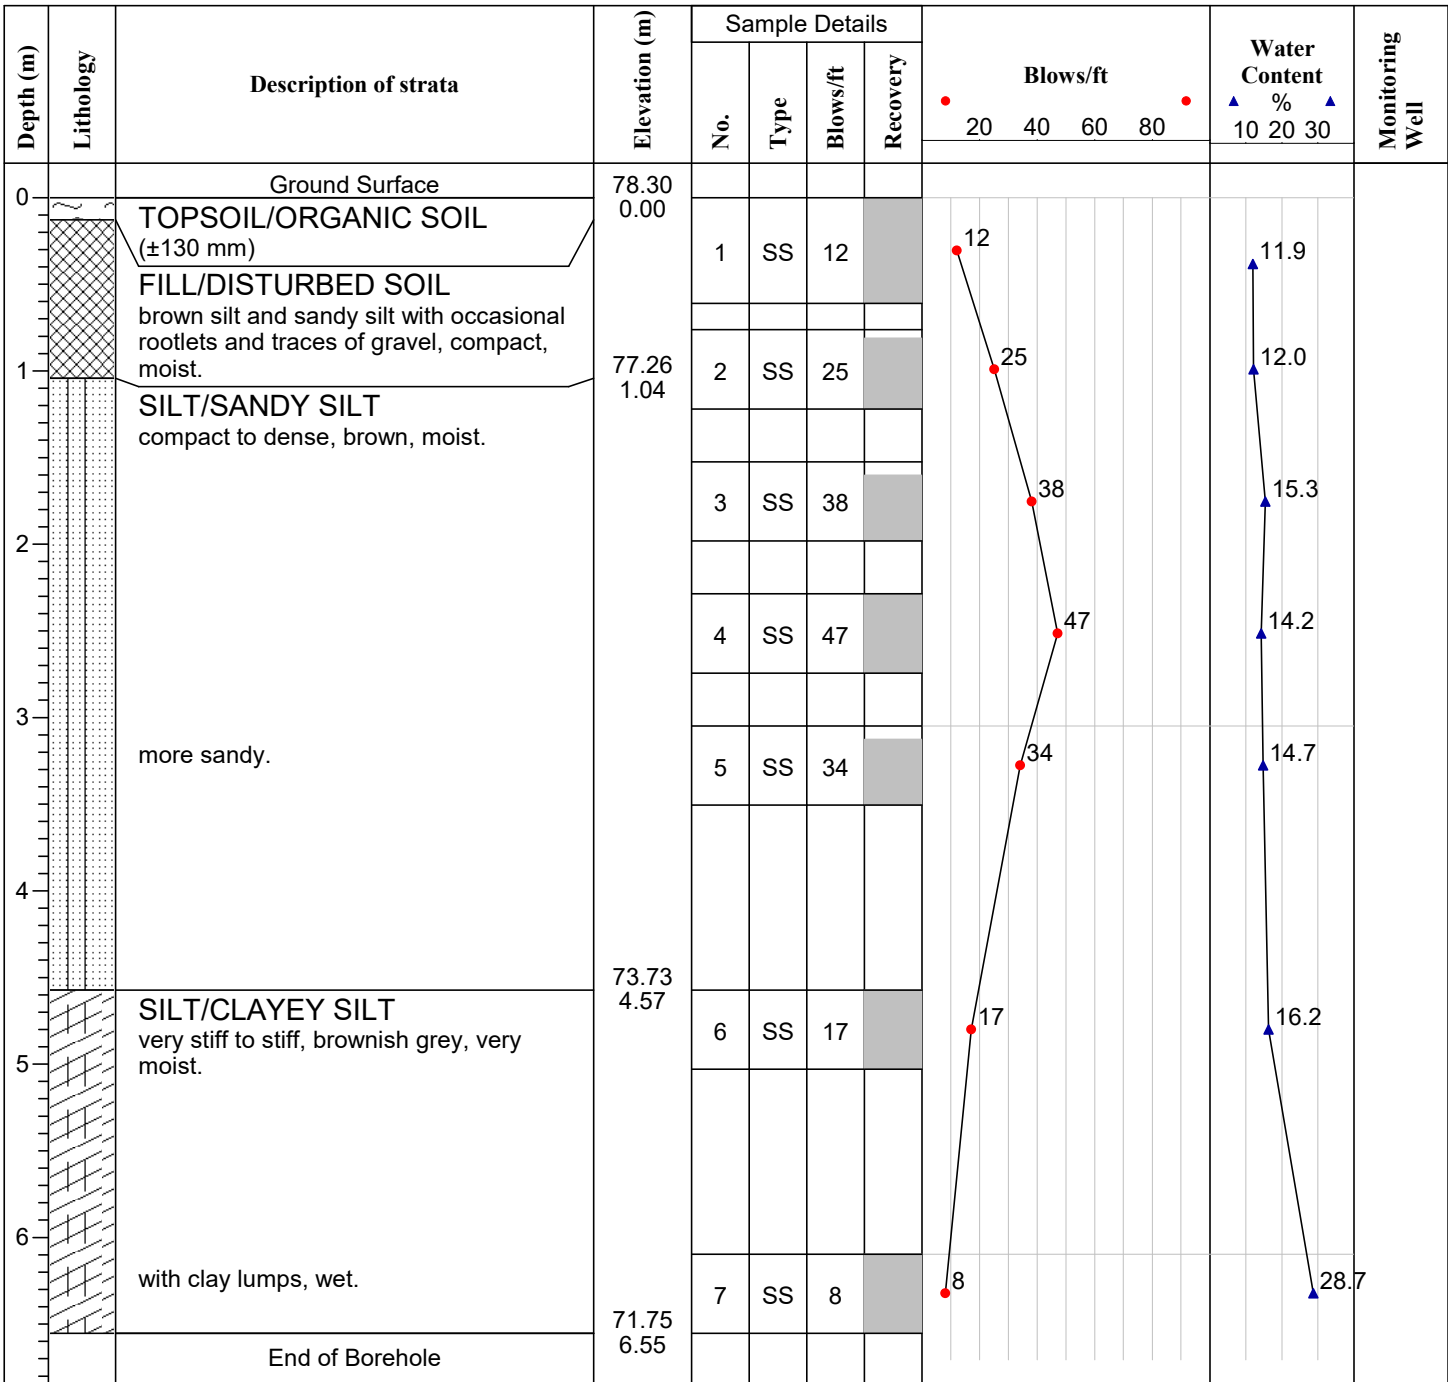 Depth (m)
Lithology
Description of strata
Elevation (m)
Sample Details
No.
Type
Blows/ft
Recovery
Blows/ft
20 40 60 80
Water
Content
%
10 20 30
Monitoring
Well
Ground Surface
78.30
0.00
0
TOPSOIL/ORGANIC SOIL
(±130 mm)
1 SS 12
12
11.9
FILL/DISTURBED SOIL
brown silt and sandy silt with occasional
rootlets and traces of gravel, compact,
moist.
77.26
1.04
1
2 SS 25
25
12.0
SILT/SANDY SILT
compact to dense, brown, moist.
3 SS 38
38
15.3
2
4 SS 47
47
14.2
3
more sandy.
5 SS 34
34
14.7
4
73.73
4.57
SILT/CLAYEY SILT
very stiff to stiff, brownish grey, very
moist.
6 SS 17
17
16.2
5
6
with clay lumps, wet.
7 SS 8
8
28.7
71.75
6.55
End of Borehole